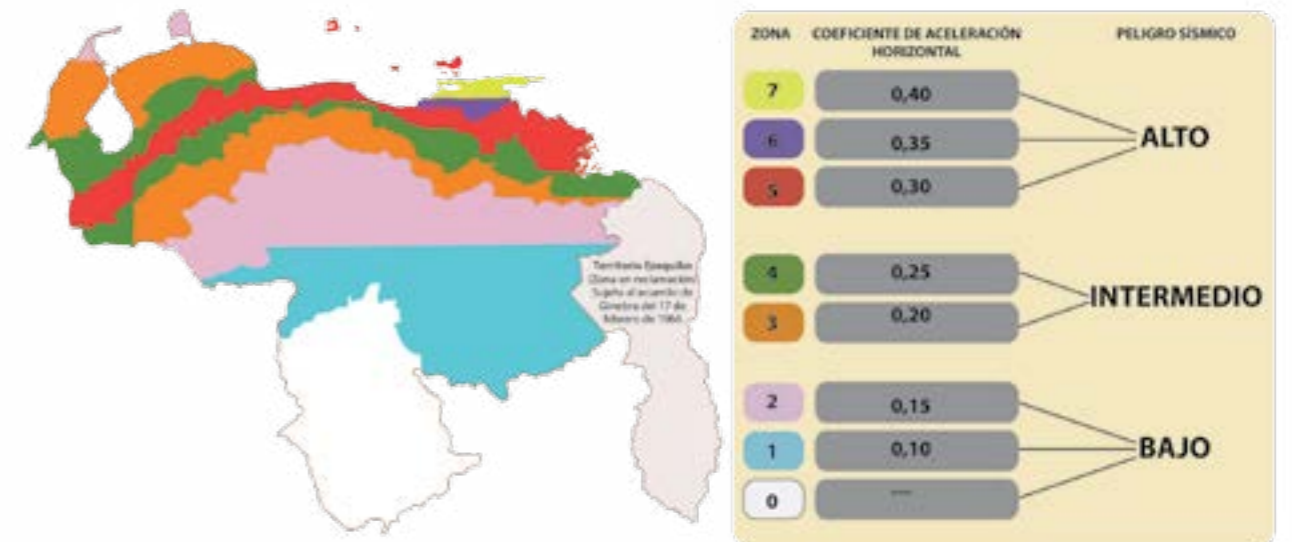 Territorio Esequibo
Zona en reclamación
Sujeto al acuerdo de
Ginebra del 17 de
febrero de 1966
ZONA COEFICIENTE DE ACELERACIÓN HORIZONTAL PELIGRO SÍSMICO
7 0,40
6 0,35
5 0,30
ALTO
4 0,25
3 0,20
INTERMEDIO
2 0,15
1 0,10
0 ---
BAJO